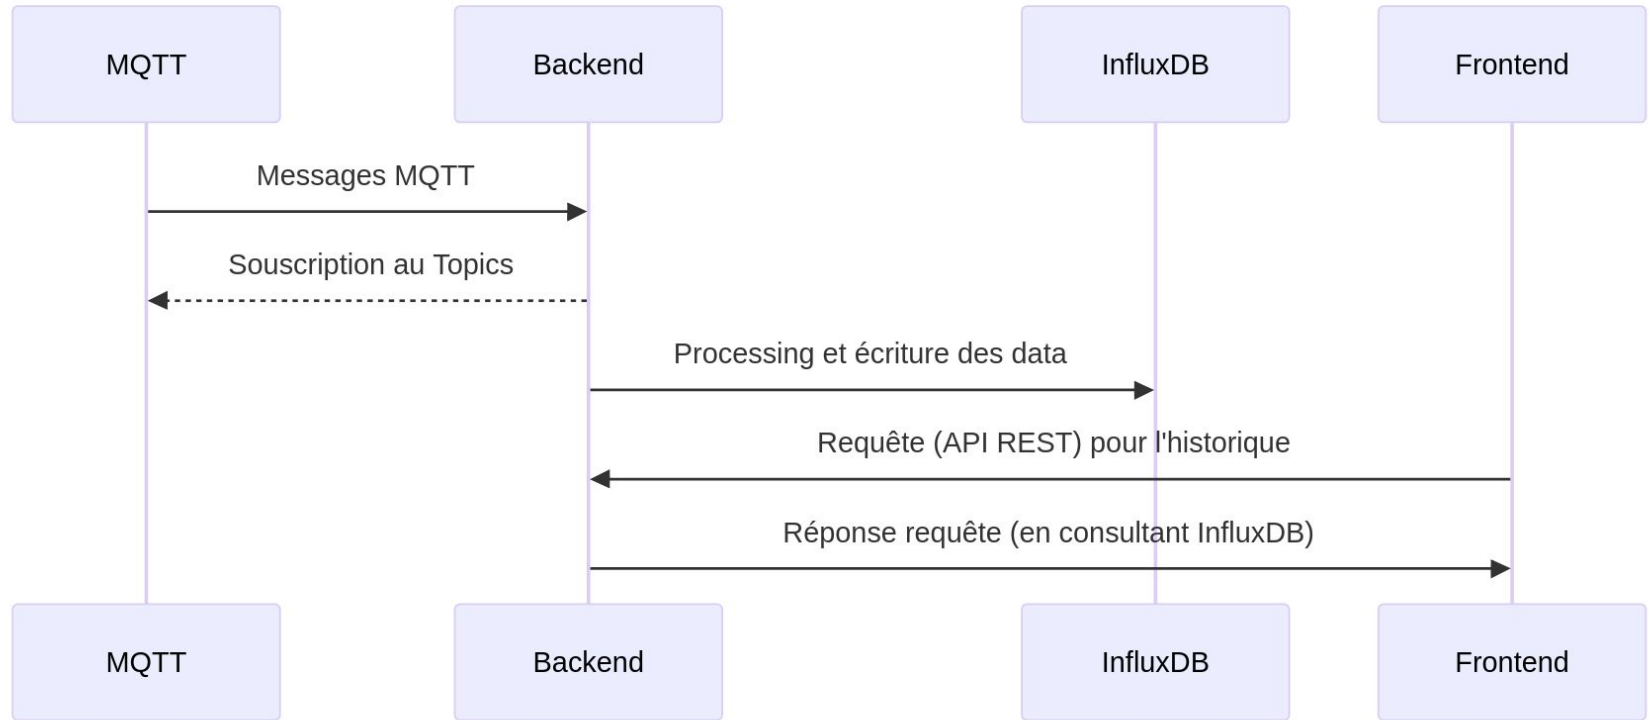 MQTT
Backend
InfluxDB
Frontend
Messages MQTT
Souscription au Topics
Processing et écriture des data
Requête (API REST) pour l'historique
Réponse requête (en consultant InfluxDB)
MQTT
Backend
InfluxDB
Frontend